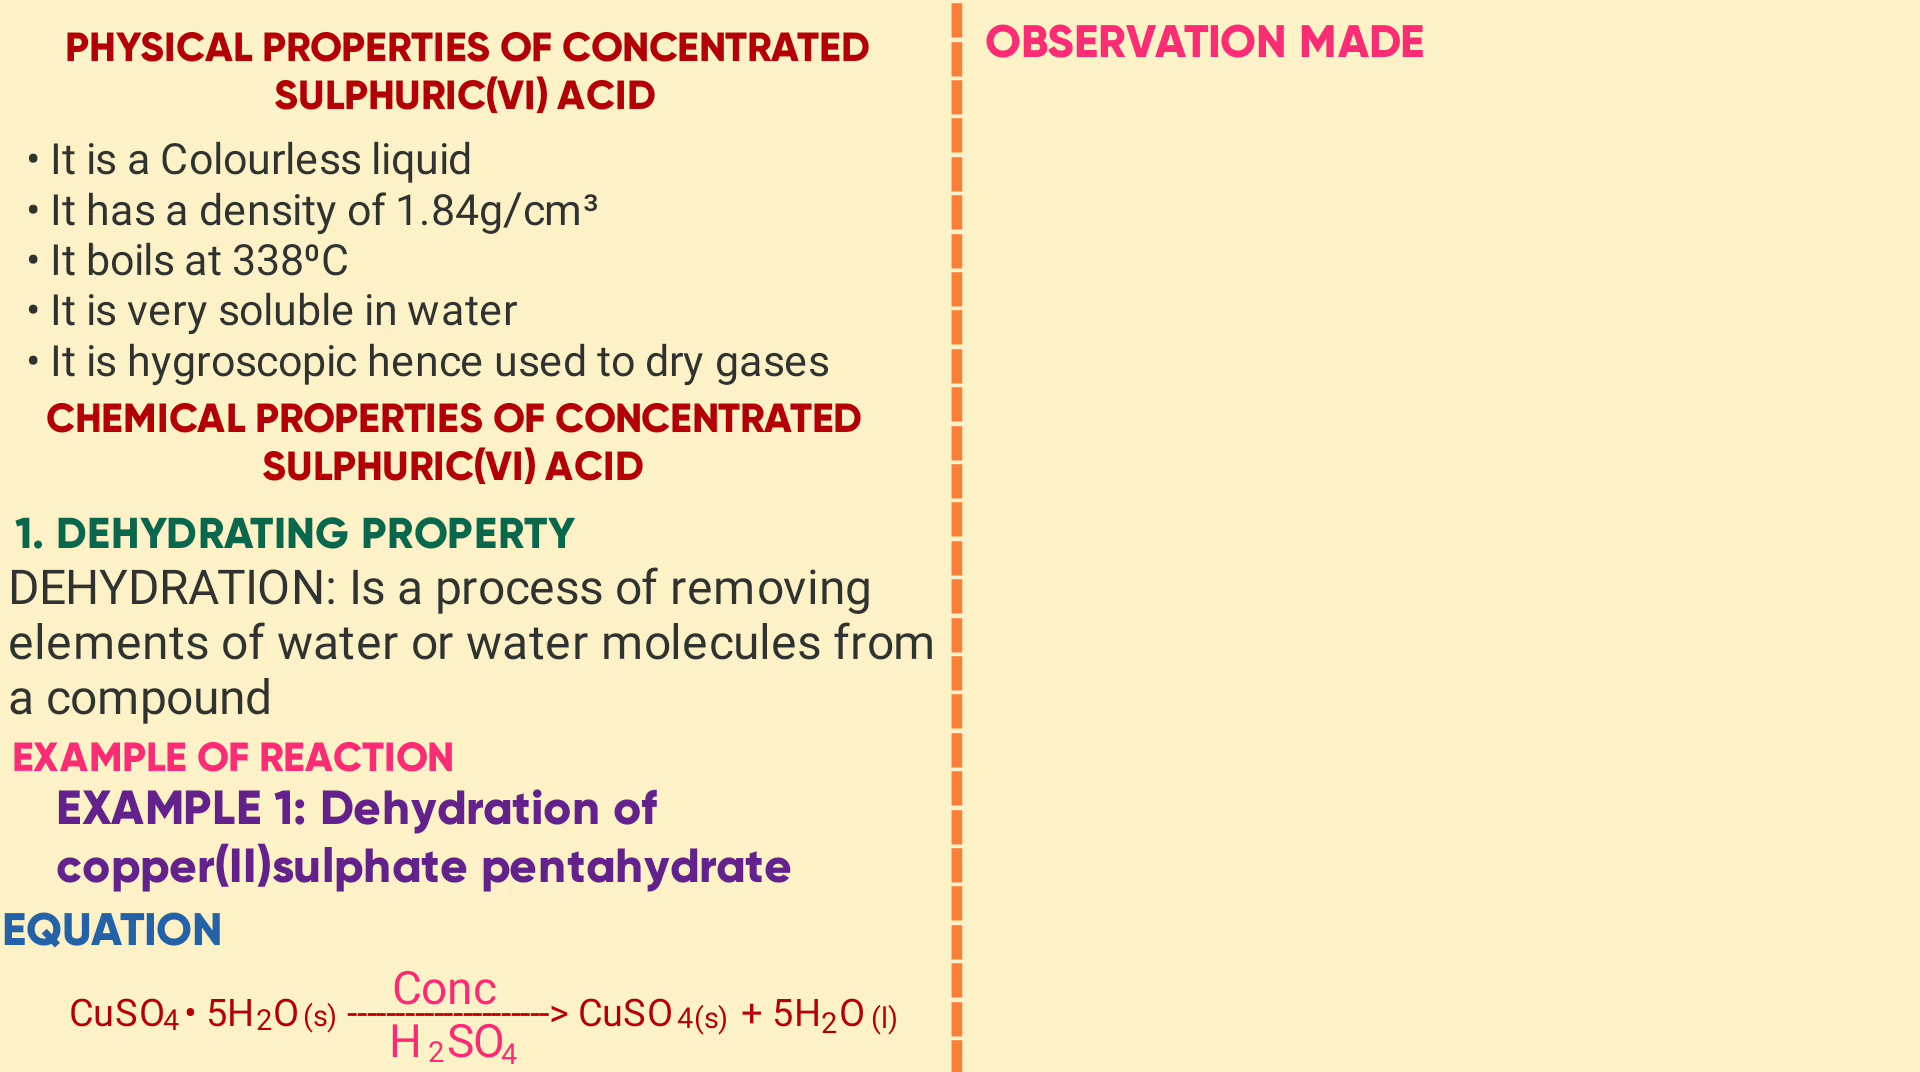 PHYSICAL PROPERTIES OF CONCENTRATED
SULPHURIC(VI) ACID
• It is a Colourless liquid
• It has a density of 1.84g/cm³
• It boils at 338⁰C
• It is very soluble in water
• It is hygroscopic hence used to dry gases
CHEMICAL PROPERTIES OF CONCENTRATED
SULPHURIC(VI) ACID
1. DEHYDRATING PROPERTY
DEHYDRATION: Is a process of removing
elements of water or water molecules from
a compound
EXAMPLE OF REACTION
EXAMPLE 1: Dehydration of
copper(II)sulphate pentahydrate
EQUATION
Conc
CuSO₄• 5H₂O(s) --------------------> CuSO₄(s) + 5H₂O(l)
H₂SO₄
OBSERVATION MADE